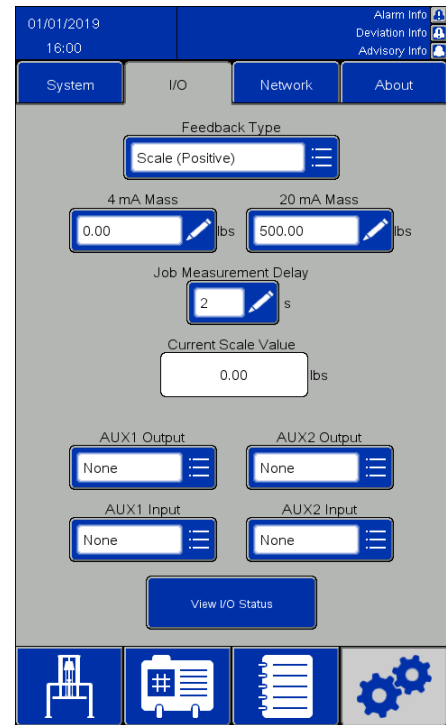 01/01/2019
16:00
Alarm Info
Deviation Info
Advisory Info
System
I/O
Network
About
Feedback Type
Scale (Positive)
4 mA Mass
20 mA Mass
0.00
lbs
500.00
lbs
Job Measurement Delay
2
s
Current Scale Value
0.00
lbs
AUX1 Output
AUX2 Output
None
None
AUX1 Input
AUX2 Input
None
None
View I/O Status
#